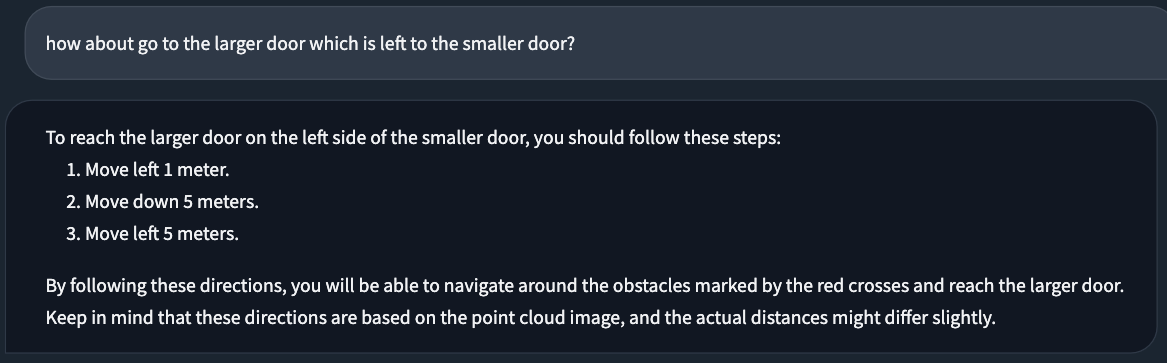 how about go to the larger door which is left to the smaller door?
To reach the larger door on the left side of the smaller door, you should follow these steps:
1. Move left 1 meter.
2. Move down 5 meters.
3. Move left 5 meters.
By following these directions, you will be able to navigate around the obstacles marked by the red crosses and reach the larger door.
Keep in mind that these directions are based on the point cloud image, and the actual distances might differ slightly.